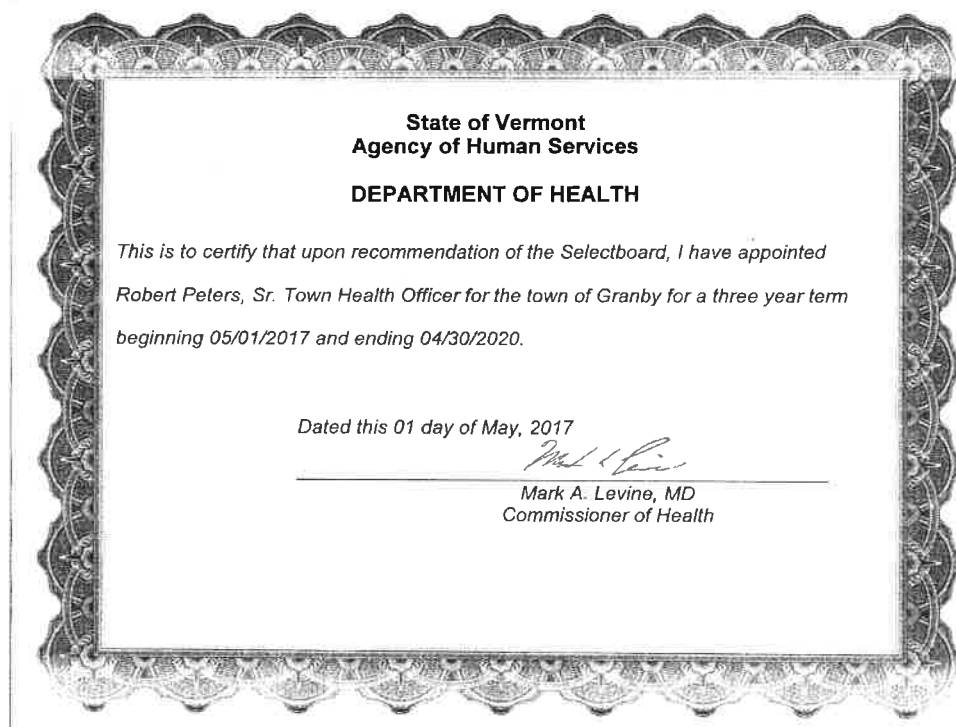 State of Vermont
Agency of Human Services
DEPARTMENT OF HEALTH
This is to certify that upon recommendation of the Selectboard, I have appointed
Robert Peters, Sr. Town Health Officer for the town of Granby for a three year term
beginning 05/01/2017 and ending 04/30/2020.
Dated this 01 day of May, 2017
Mark A. Levine, MD
Commissioner of Health